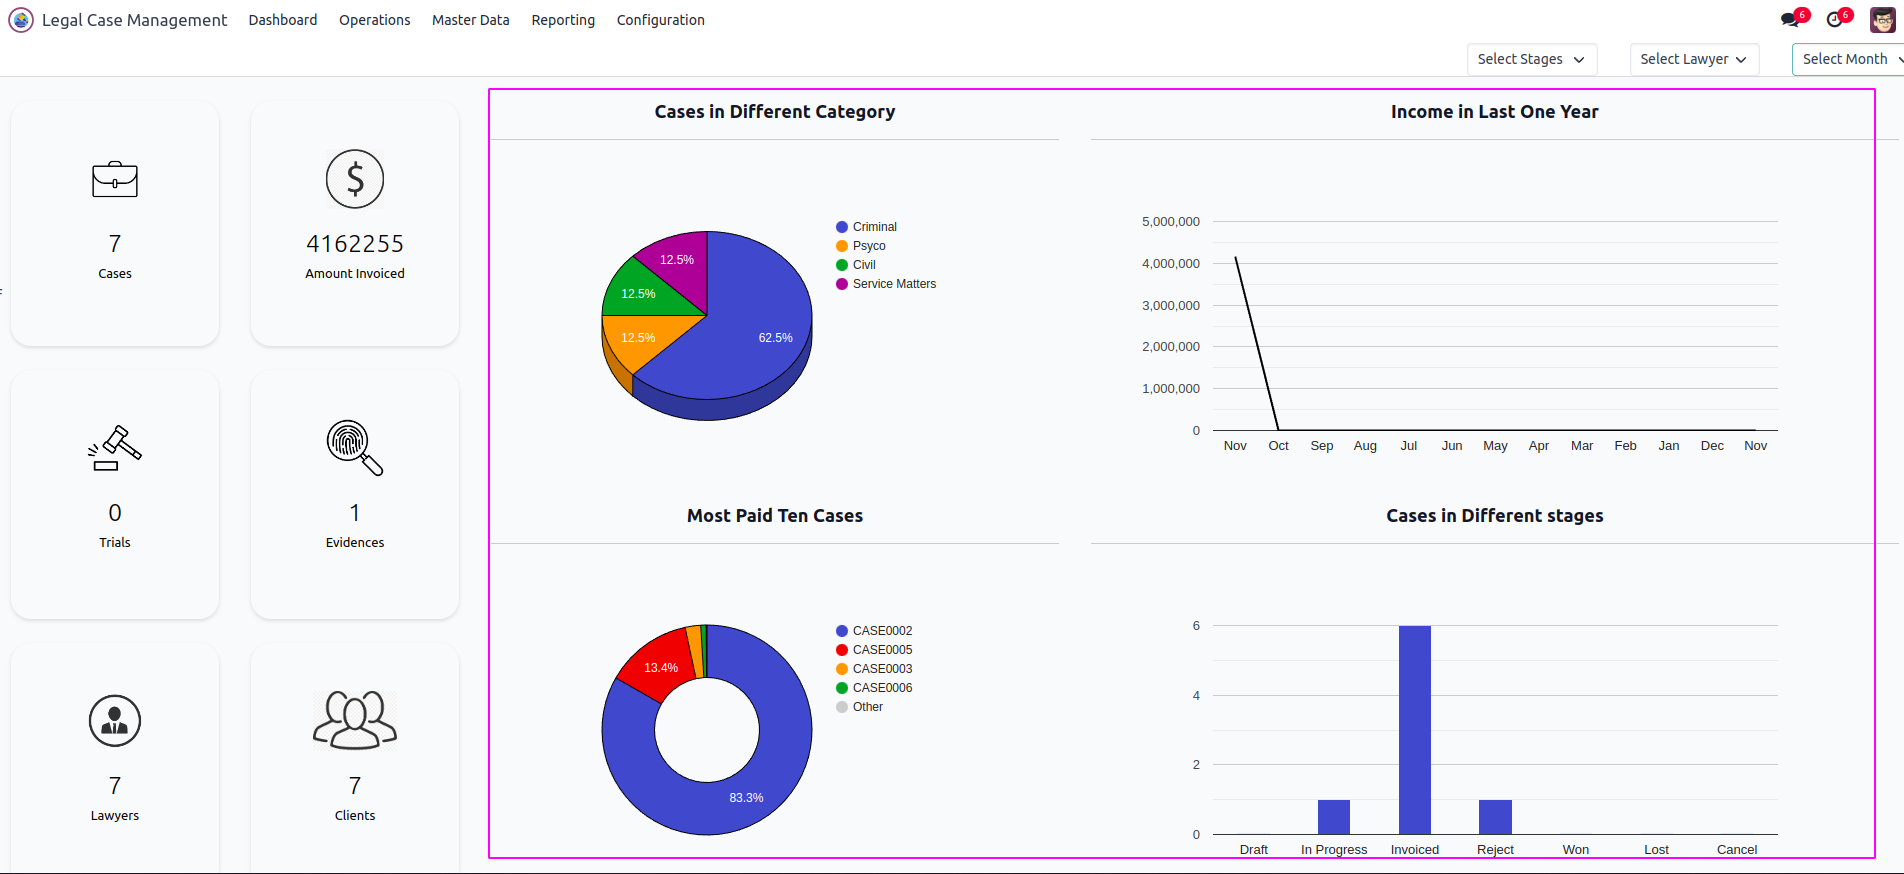 Legal Case Management Dashboard Operations Master Data Reporting Configuration 6 6
Select Stages Select Lawyer Select Month
7
Cases
4162255
Amount Invoiced
0
Trials
1
Evidences
7
Lawyers
7
Clients
Cases in Different Category
12.5%
12.5%
12.5%
62.5%
Criminal
Psyco
Civil
Service Matters
Income in Last One Year
5,000,000
4,000,000
3,000,000
2,000,000
1,000,000
0
Nov Oct Sep Aug Jul Jun May Apr Mar Feb Jan Dec Nov
Most Paid Ten Cases
13.4%
83.3%
CASE0002
CASE0005
CASE0003
CASE0006
Other
Cases in Different stages
6
4
2
0
Draft In Progress Invoiced Reject Won Lost Cancel